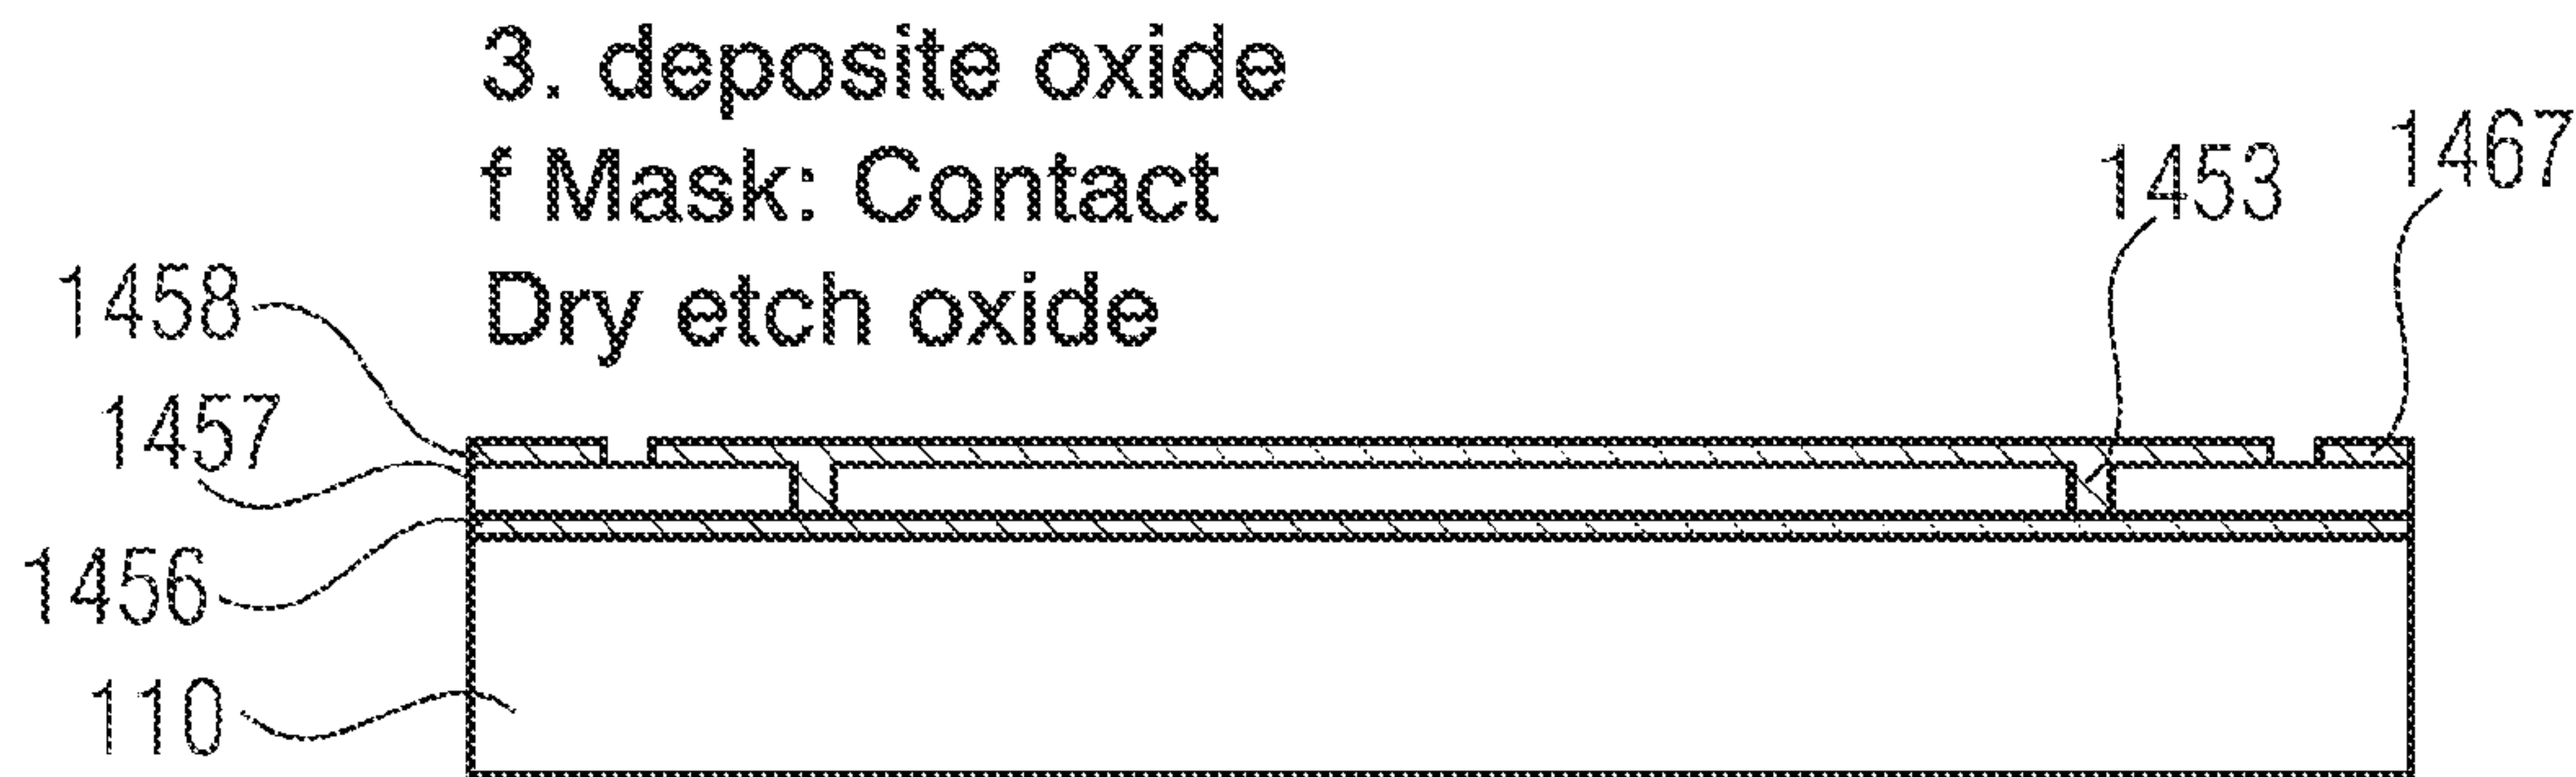 3. deposite oxide
f Mask: Contact
Dry etch oxide
1467
1453
1458
1457
1456
110